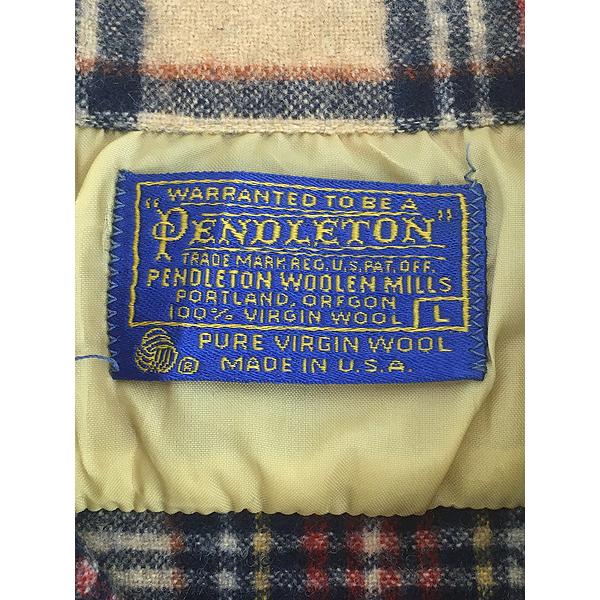 WARRANTED TO BE A
"PENDLETON"
TRADE MARK REG. U.S. PAT. OFF.
PENDLETON WOOLEN MILLS
PORTLAND, OREGON
100% VIRGIN WOOL L
PURE VIRGIN WOOL
® MADE IN U.S.A.